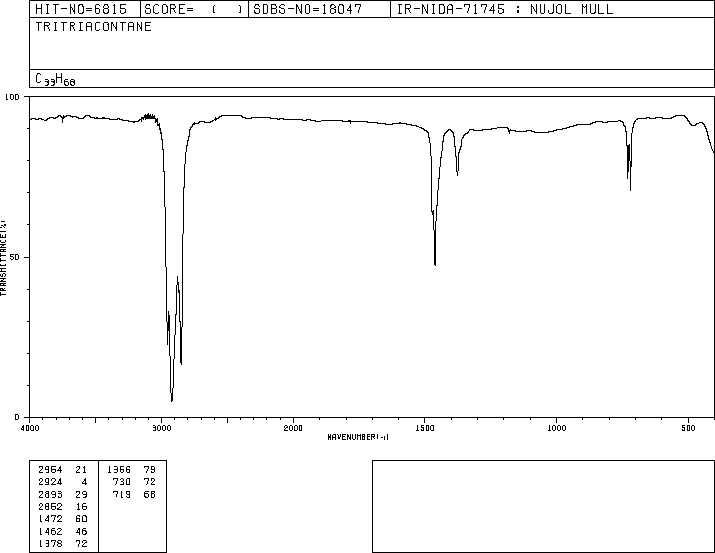 HIT-NO=6815 SCORE= ( ) SDBS-NO=18047 IR-NIDA-71745 : NUJOL MULL
TRITRIACONTANE
C33H68
100
50
0
TRANSMITTANCE(%)
4000 3000 2000 1500 1000 500
WAVENUMBER(-1)
2954 21 1366 79
2924 4 730 72
2893 29 719 68
2852 16
1472 60
1462 46
1378 72